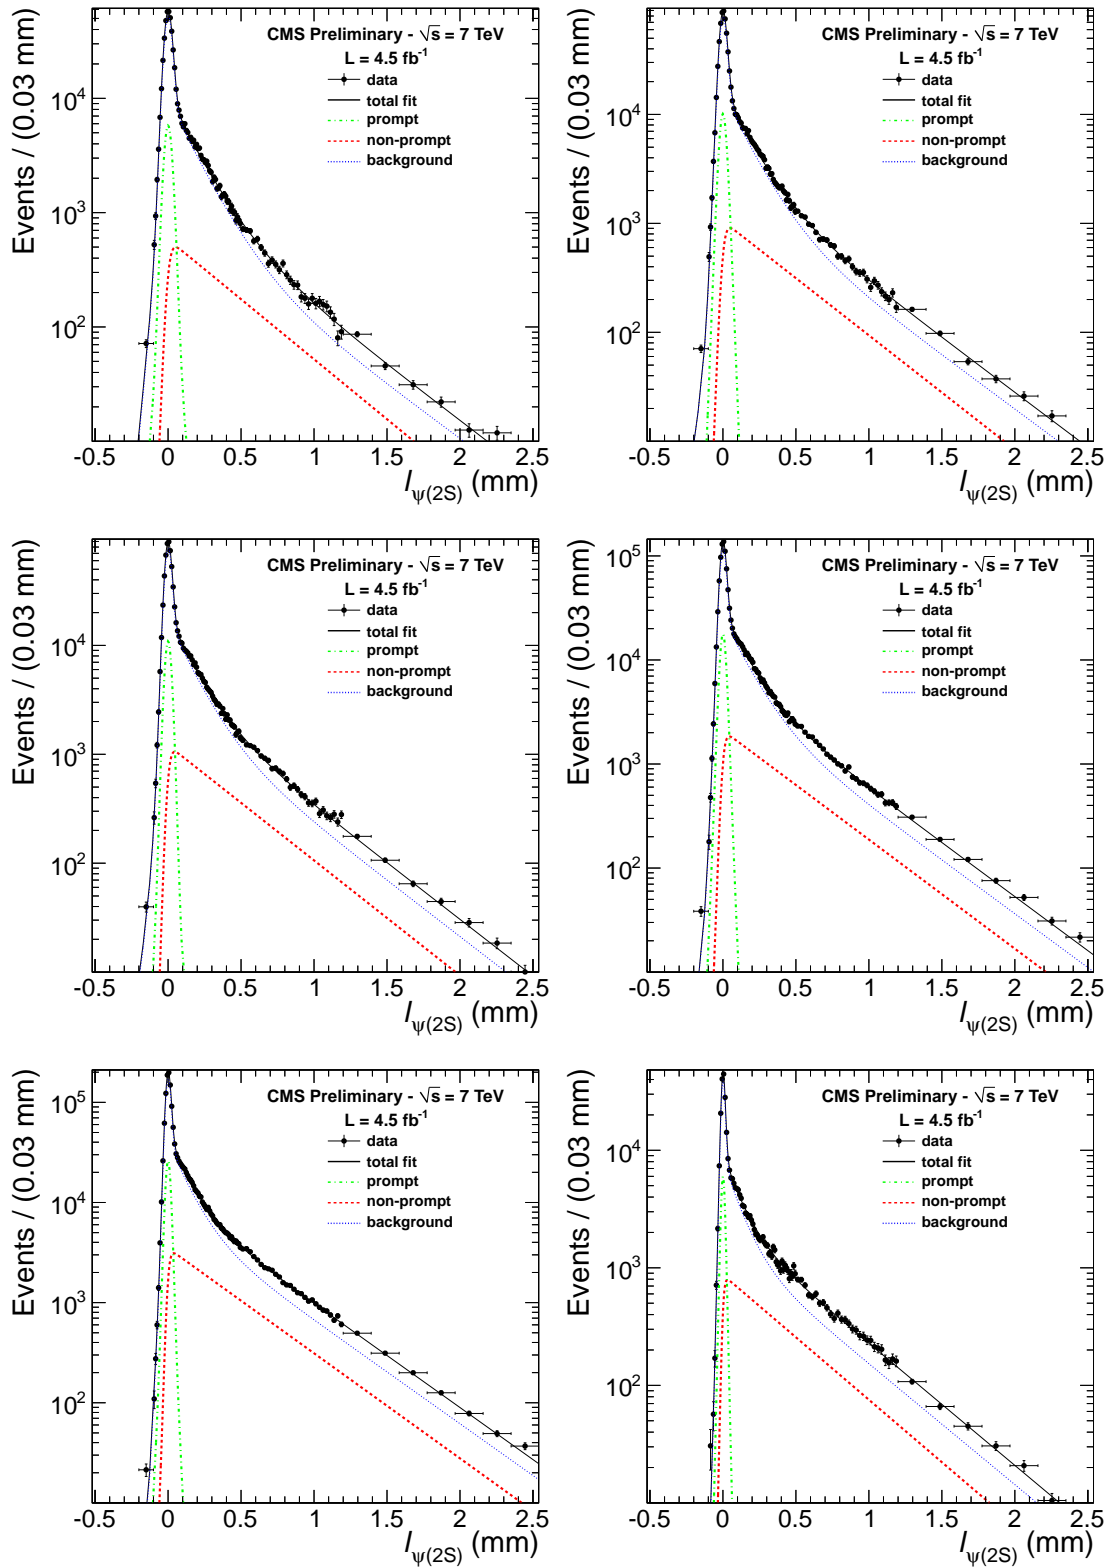 Events / (0.03 mm)
CMS Preliminary - √s = 7 TeV
L = 4.5 fb⁻¹
data
total fit
prompt
non-prompt
background
10⁴
10³
10²
-0.5 0 0.5 1 1.5 2 2.5
l_ψ(2S) (mm)
Events / (0.03 mm)
CMS Preliminary - √s = 7 TeV
L = 4.5 fb⁻¹
data
total fit
prompt
non-prompt
background
10⁴
10³
10²
-0.5 0 0.5 1 1.5 2 2.5
l_ψ(2S) (mm)
Events / (0.03 mm)
CMS Preliminary - √s = 7 TeV
L = 4.5 fb⁻¹
data
total fit
prompt
non-prompt
background
10⁴
10³
10²
-0.5 0 0.5 1 1.5 2 2.5
l_ψ(2S) (mm)
Events / (0.03 mm)
CMS Preliminary - √s = 7 TeV
L = 4.5 fb⁻¹
data
total fit
prompt
non-prompt
background
10⁵
10⁴
10³
10²
-0.5 0 0.5 1 1.5 2 2.5
l_ψ(2S) (mm)
Events / (0.03 mm)
CMS Preliminary - √s = 7 TeV
L = 4.5 fb⁻¹
data
total fit
prompt
non-prompt
background
10⁵
10⁴
10³
10²
-0.5 0 0.5 1 1.5 2 2.5
l_ψ(2S) (mm)
Events / (0.03 mm)
CMS Preliminary - √s = 7 TeV
L = 4.5 fb⁻¹
data
total fit
prompt
non-prompt
background
10⁴
10³
10²
-0.5 0 0.5 1 1.5 2 2.5
l_ψ(2S) (mm)